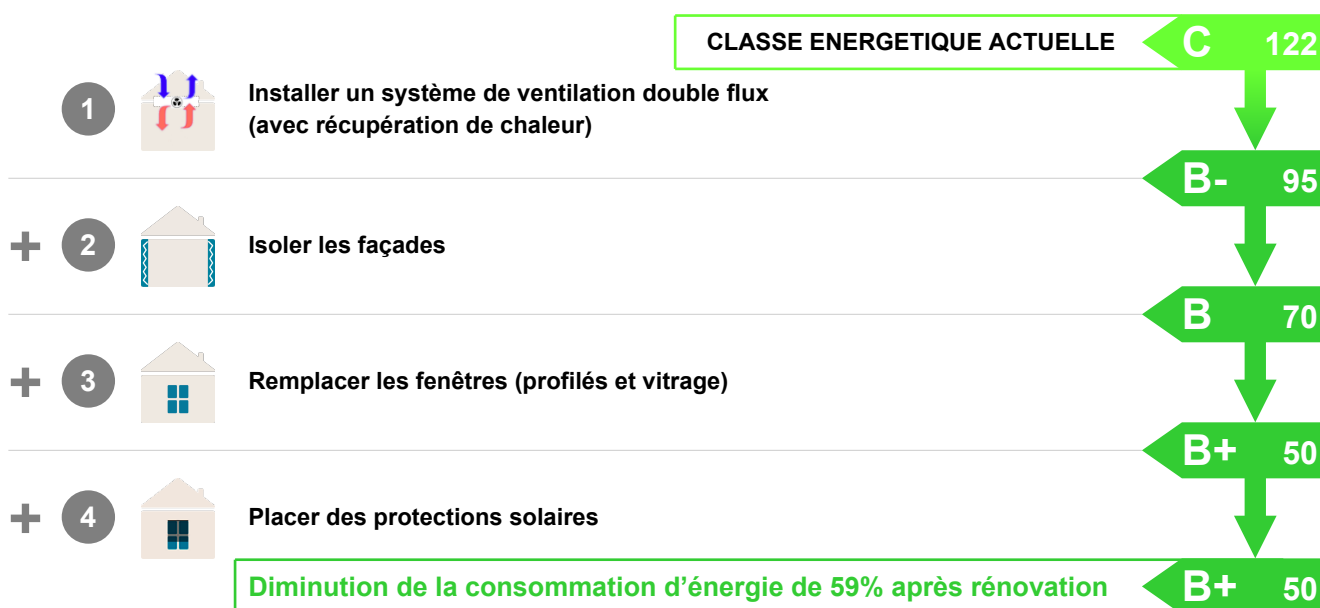 CLASSE ENERGETIQUE ACTUELLE C 122
1 Installer un système de ventilation double flux
(avec récupération de chaleur)
B- 95
+ 2 Isoler les façades
B 70
+ 3 Remplacer les fenêtres (profilés et vitrage)
B+ 50
+ 4 Placer des protections solaires
Diminution de la consommation d’énergie de 59% après rénovation B+ 50